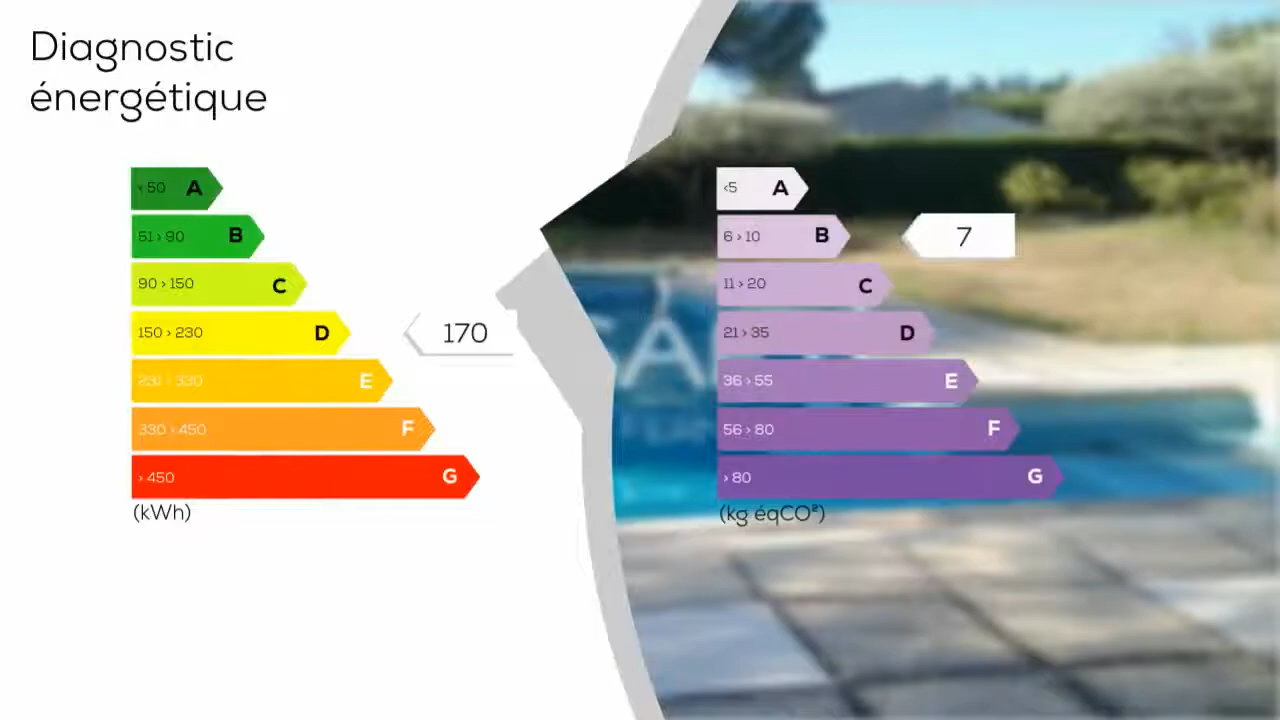 Diagnostic
énergétique
< 50 A
51 > 90 B
90 > 150 C
150 > 230 D
170
230 > 330 E
330 > 450 F
> 450 G
(kWh)
<5 A
6 > 10 B
7
11 > 20 C
21 > 35 D
36 > 55 E
56 > 80 F
> 80 G
(kg éqCO²)